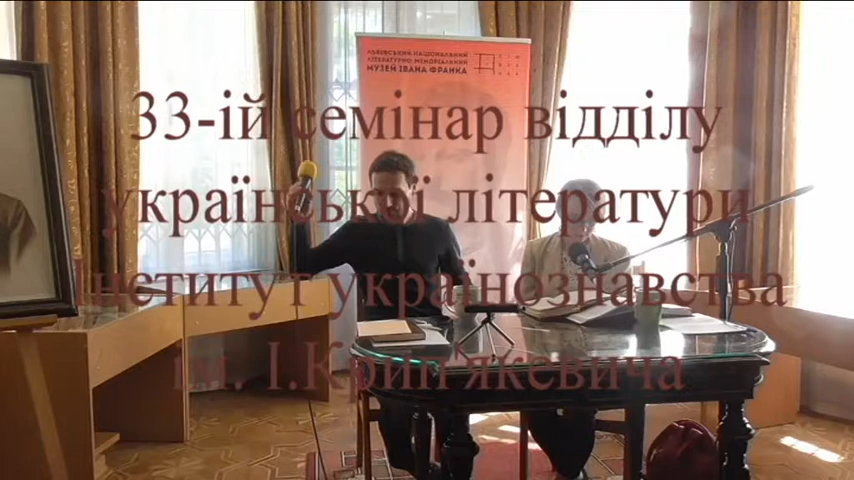 ЛЬВІВСЬКИЙ НАЦІОНАЛЬНИЙ
ЛІТЕРАТУРНО-МЕМОРІАЛЬНИЙ
МУЗЕЙ ІВАНА ФРАНКА
33-ій семінар відділу
української літератури
Інститут українознавства
ім. І.Крип'якевича